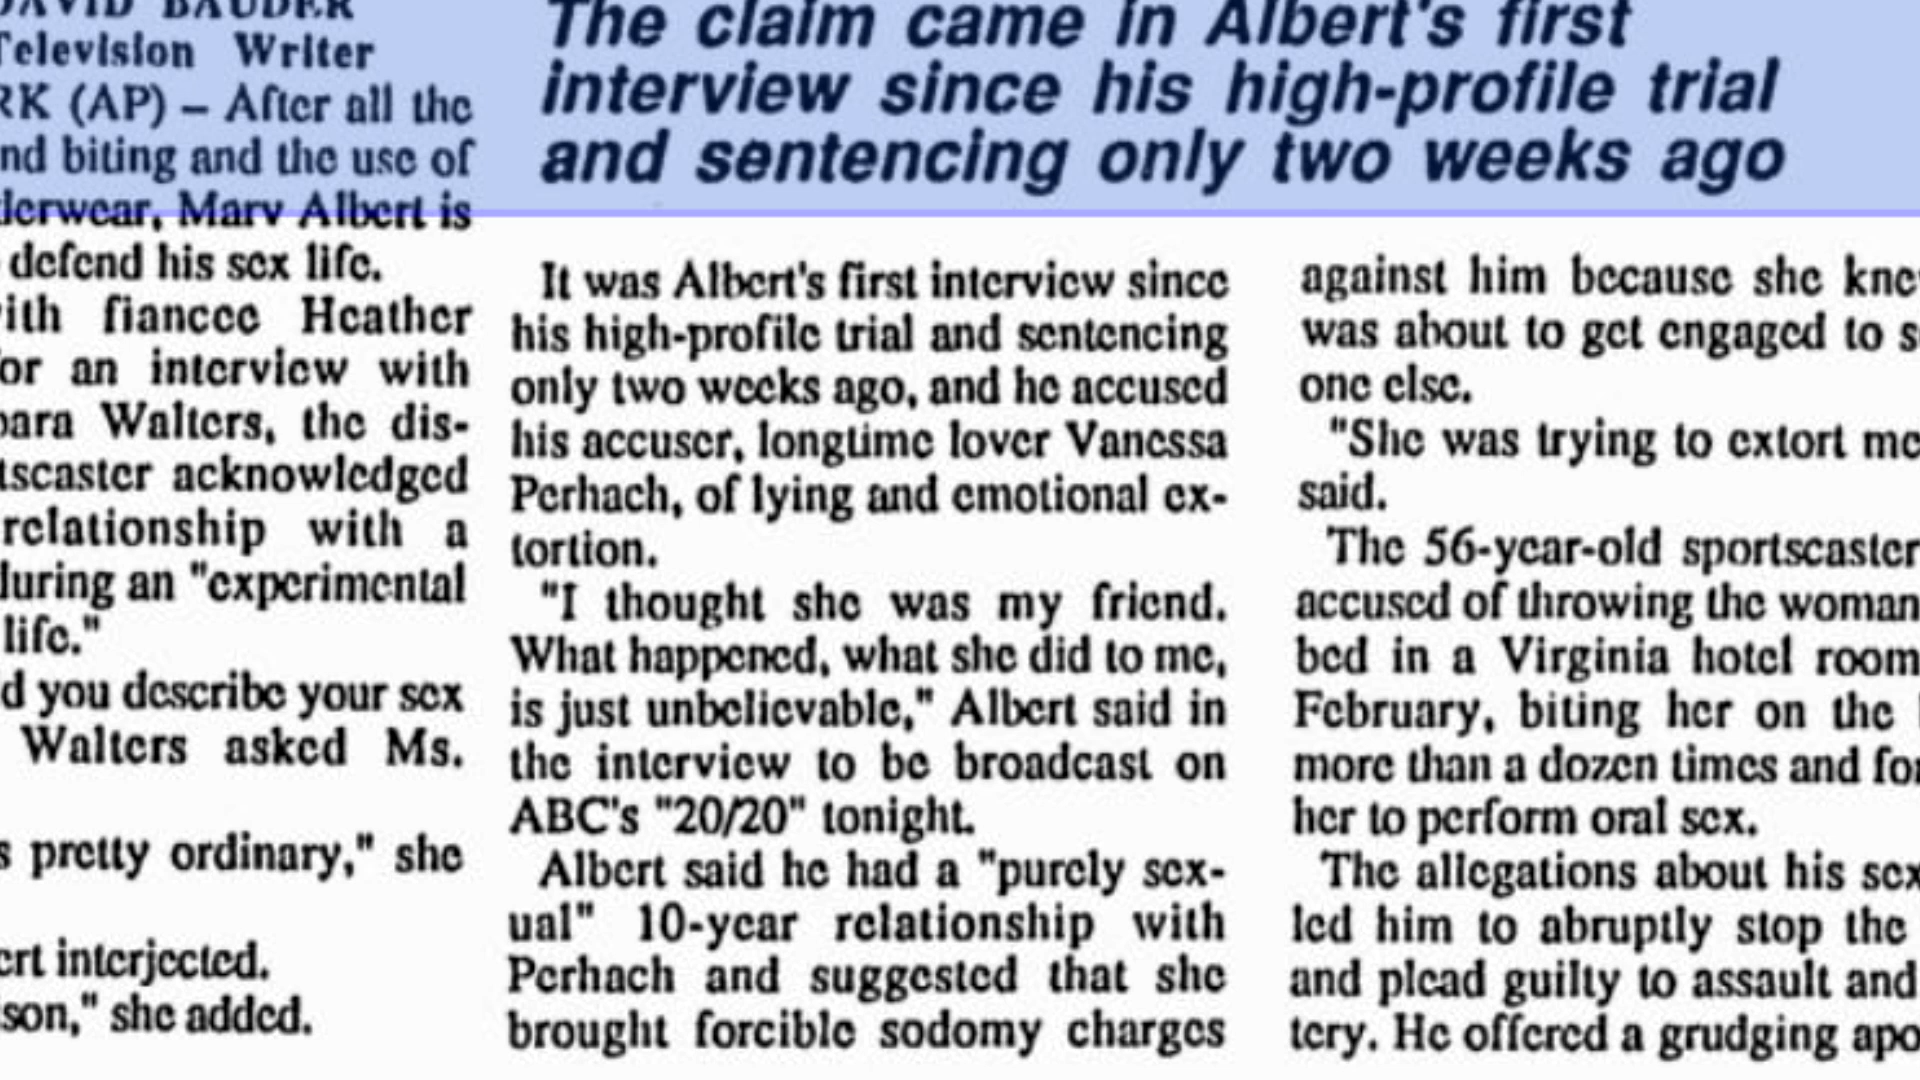 DAVID BAUDER
Television Writer
RK (AP) – After all the
nd biting and the use of
derwear, Marv Albert is
defend his sex life.
ith fiancee Heather
or an interview with
bara Walters, the dis-
tscaster acknowledged
relationship with a
during an "experimental
life."
d you describe your sex
Walters asked Ms.
s pretty ordinary," she
ert interjected.
son," she added.
The claim came in Albert's first
interview since his high-profile trial
and sentencing only two weeks ago
It was Albert's first interview since
his high-profile trial and sentencing
only two weeks ago, and he accused
his accuser, longtime lover Vanessa
Perhach, of lying and emotional ex-
tortion.
"I thought she was my friend.
What happened, what she did to me,
is just unbelievable," Albert said in
the interview to be broadcast on
ABC's "20/20" tonight.
Albert said he had a "purely sex-
ual" 10-year relationship with
Perhach and suggested that she
brought forcible sodomy charges
against him because she kne
was about to get engaged to s
one else.
"She was trying to extort me
said.
The 56-year-old sportscaster
accused of throwing the woman
bed in a Virginia hotel room
February, biting her on the
more than a dozen times and for
her to perform oral sex.
The allegations about his sex
led him to abruptly stop the
and plead guilty to assault and
tery. He offered a grudging apo